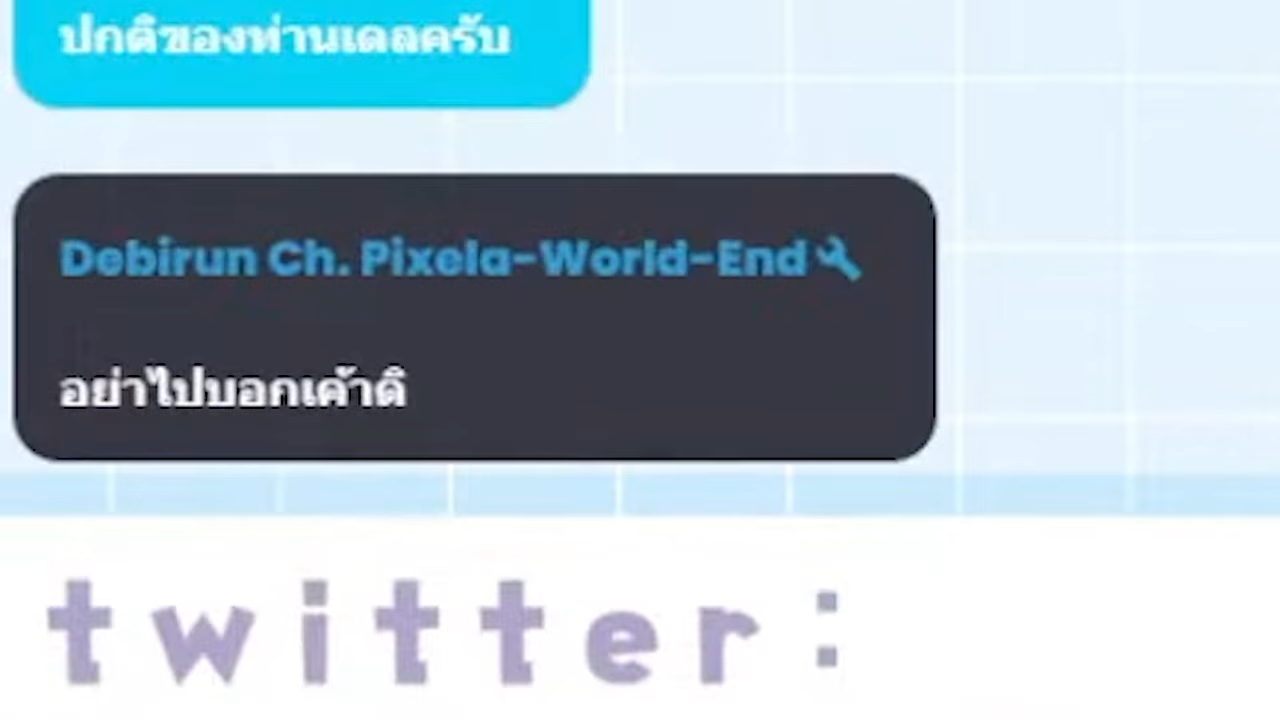 ปกติของท่านเดลครับ
Debirun Ch. Pixela-World-End
อย่าไปบอกเค้าดิ
twitter: